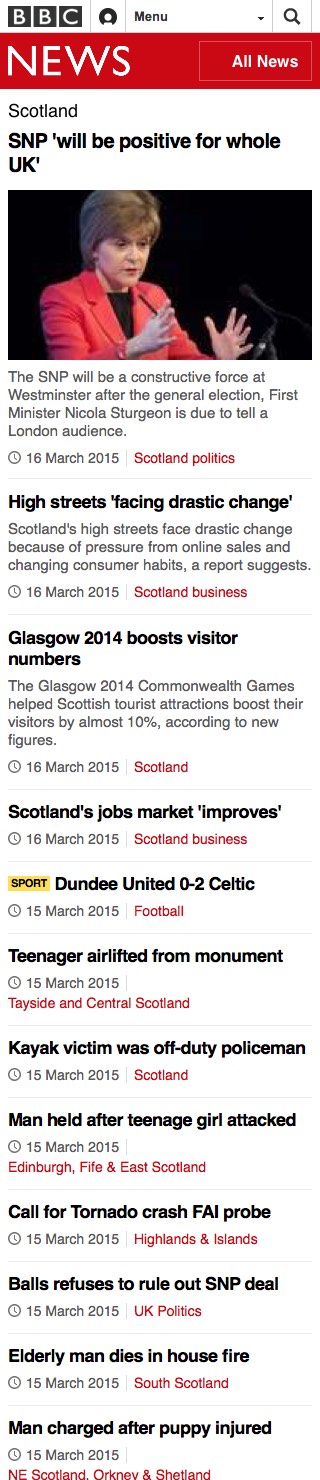 BBC
Menu
NEWS
All News
Scotland
SNP 'will be positive for whole
UK'
The SNP will be a constructive force at
Westminster after the general election, First
Minister Nicola Sturgeon is due to tell a
London audience.
16 March 2015
Scotland politics
High streets 'facing drastic change'
Scotland's high streets face drastic change
because of pressure from online sales and
changing consumer habits, a report suggests.
16 March 2015
Scotland business
Glasgow 2014 boosts visitor
numbers
The Glasgow 2014 Commonwealth Games
helped Scottish tourist attractions boost their
visitors by almost 10%, according to new
figures.
16 March 2015
Scotland
Scotland's jobs market 'improves'
16 March 2015
Scotland business
SPORT Dundee United 0-2 Celtic
15 March 2015
Football
Teenager airlifted from monument
15 March 2015
Tayside and Central Scotland
Kayak victim was off-duty policeman
15 March 2015
Scotland
Man held after teenage girl attacked
15 March 2015
Edinburgh, Fife & East Scotland
Call for Tornado crash FAI probe
15 March 2015
Highlands & Islands
Balls refuses to rule out SNP deal
15 March 2015
UK Politics
Elderly man dies in house fire
15 March 2015
South Scotland
Man charged after puppy injured
15 March 2015
NE Scotland, Orkney & Shetland